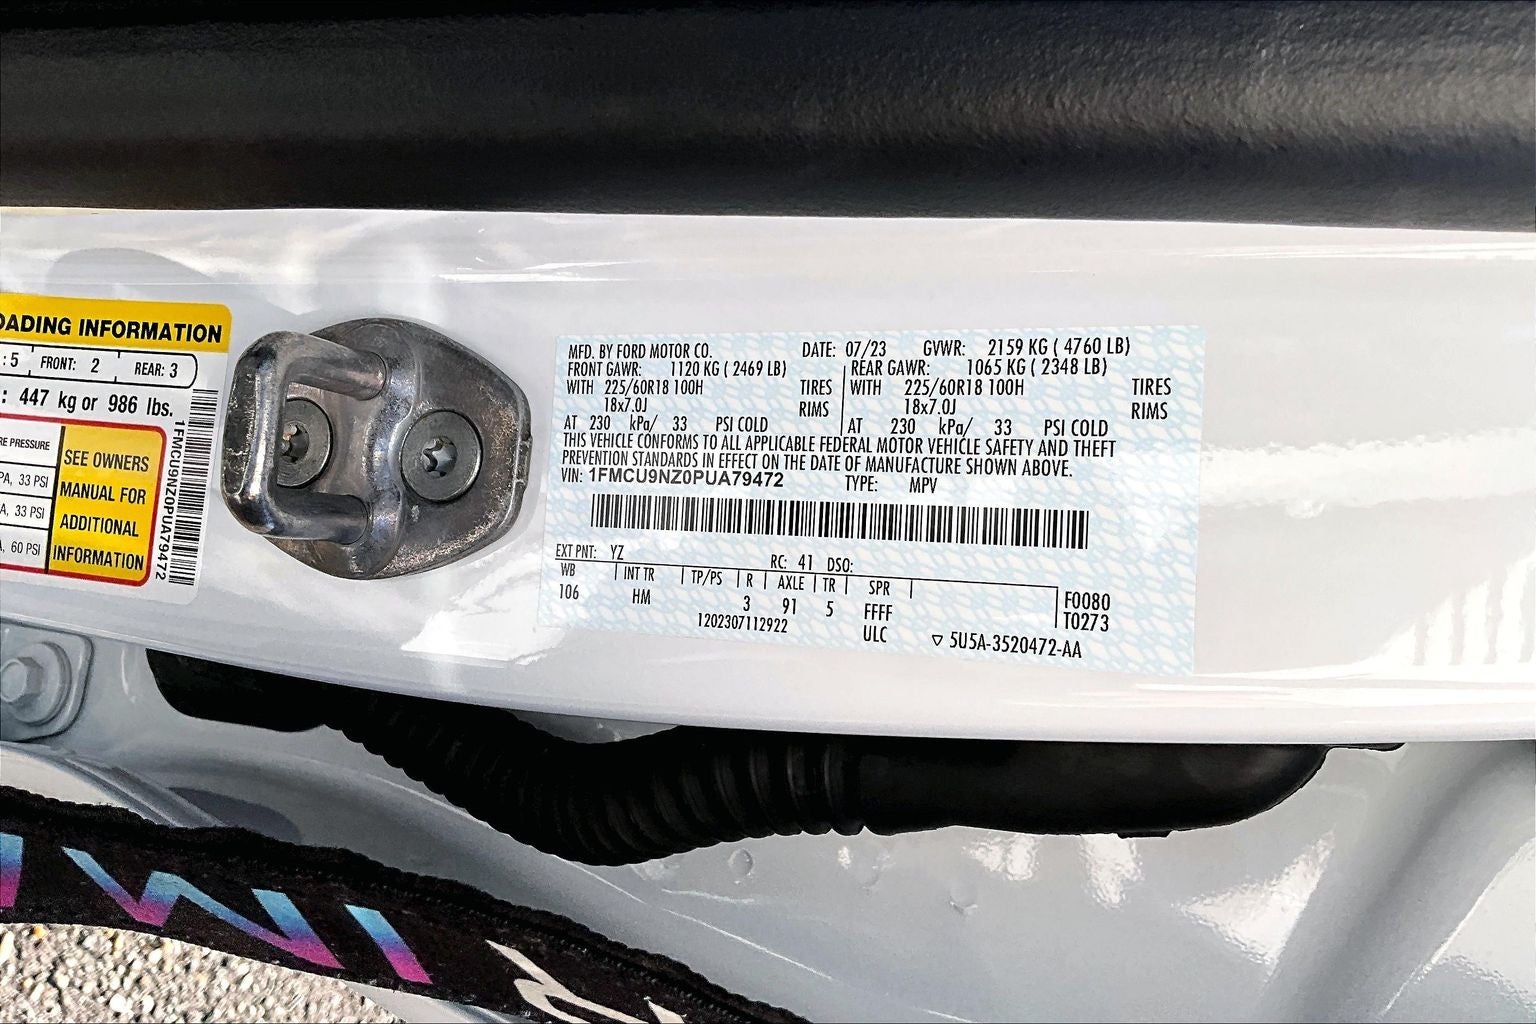 OADING INFORMATION
: 5 FRONT: 2 REAR: 3
: 447 kg or 986 lbs.
RE PRESSURE
PA, 33 PSI
A, 33 PSI
A, 60 PSI
SEE OWNERS
MANUAL FOR
ADDITIONAL
INFORMATION
1FMCU9NZ0PUA79472
MFD. BY FORD MOTOR CO. DATE: 07/23 GVWR: 2159 KG ( 4760 LB)
FRONT GAWR: 1120 KG ( 2469 LB) REAR GAWR: 1065 KG ( 2348 LB)
WITH 225/60R18 100H TIRES WITH 225/60R18 100H TIRES
18x7.0J RIMS 18x7.0J RIMS
AT 230 kPa/ 33 PSI COLD AT 230 kPa/ 33 PSI COLD
THIS VEHICLE CONFORMS TO ALL APPLICABLE FEDERAL MOTOR VEHICLE SAFETY AND THEFT
PREVENTION STANDARDS IN EFFECT ON THE DATE OF MANUFACTURE SHOWN ABOVE.
VIN: 1FMCU9NZ0PUA79472 TYPE: MPV
EXT PNT: YZ RC: 41 DSO:
WB INT TR TP/PS R AXLE TR SPR
106 HM 3 91 5 FFFF F0080
1202307112922 ULC T0273
▽ 5U5A-3520472-AA